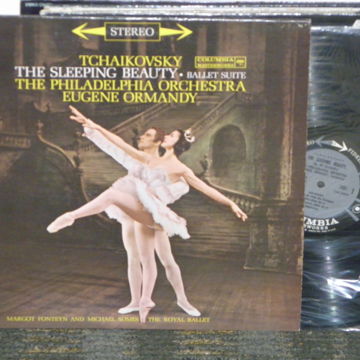 STEREO
TCHAIKOVSKY
COLUMBIA
MASTERWORKS
THE SLEEPING BEAUTY • BALLET SUITE
THE PHILADELPHIA ORCHESTRA
EUGENE ORMANDY
MARGOT FONTEYN AND MICHAEL SOMES THE ROYAL BALLET